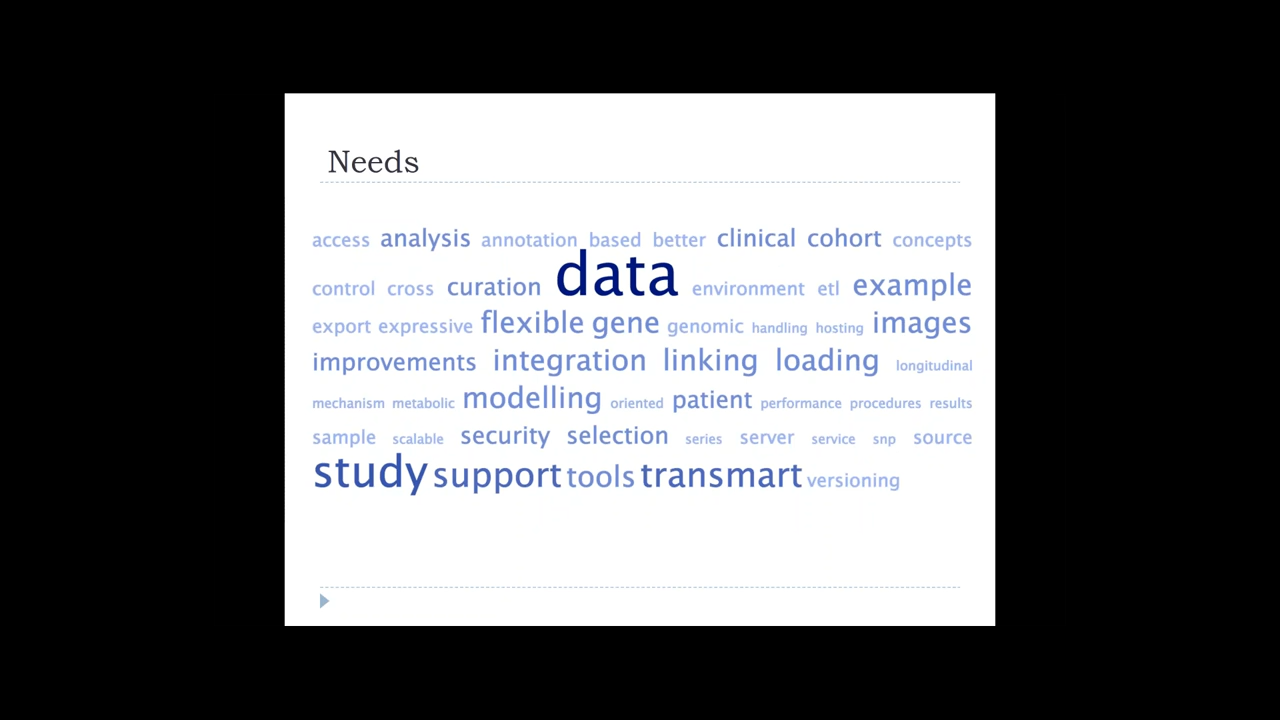 Needs
access analysis annotation based better clinical cohort concepts
control cross curation data environment etl example
export expressive flexible gene genomic handling hosting images
improvements integration linking loading longitudinal
mechanism metabolic modelling oriented patient performance procedures results
sample scalable security selection series server service snp source
study support tools transmart versioning